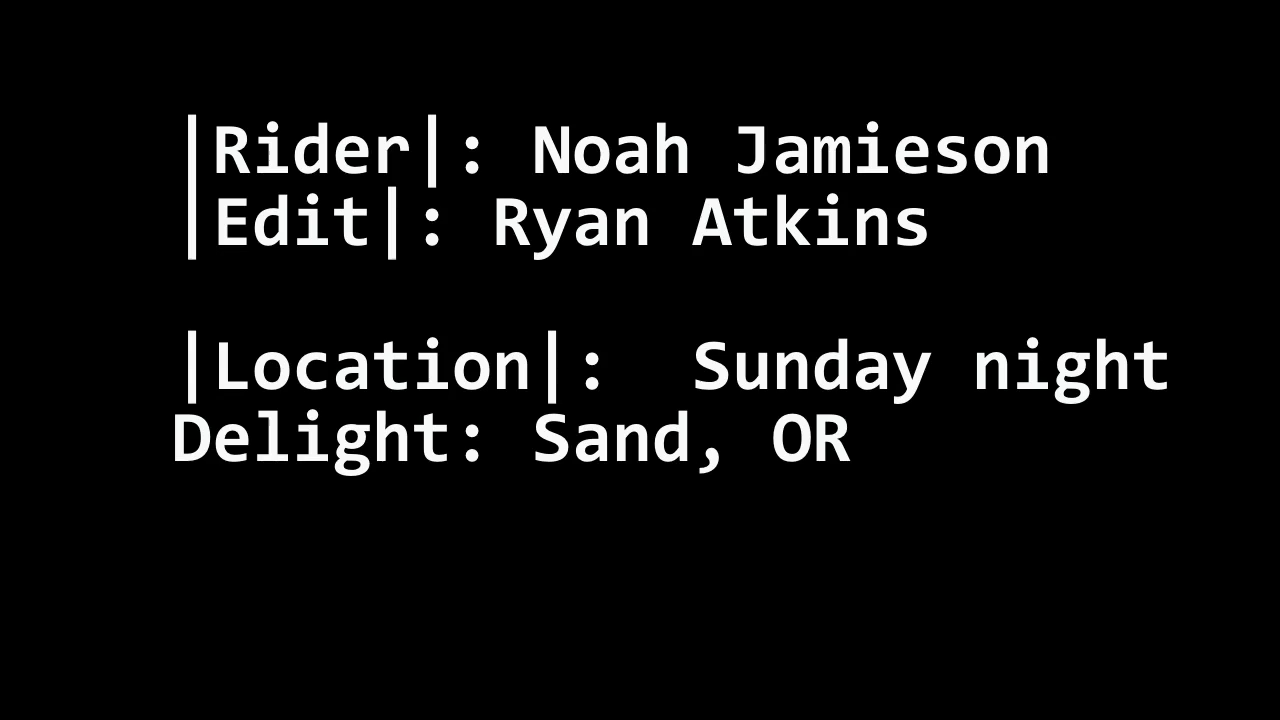 |Rider|: Noah Jamieson
|Edit|: Ryan Atkins
|Location|:  Sunday night
Delight: Sand, OR